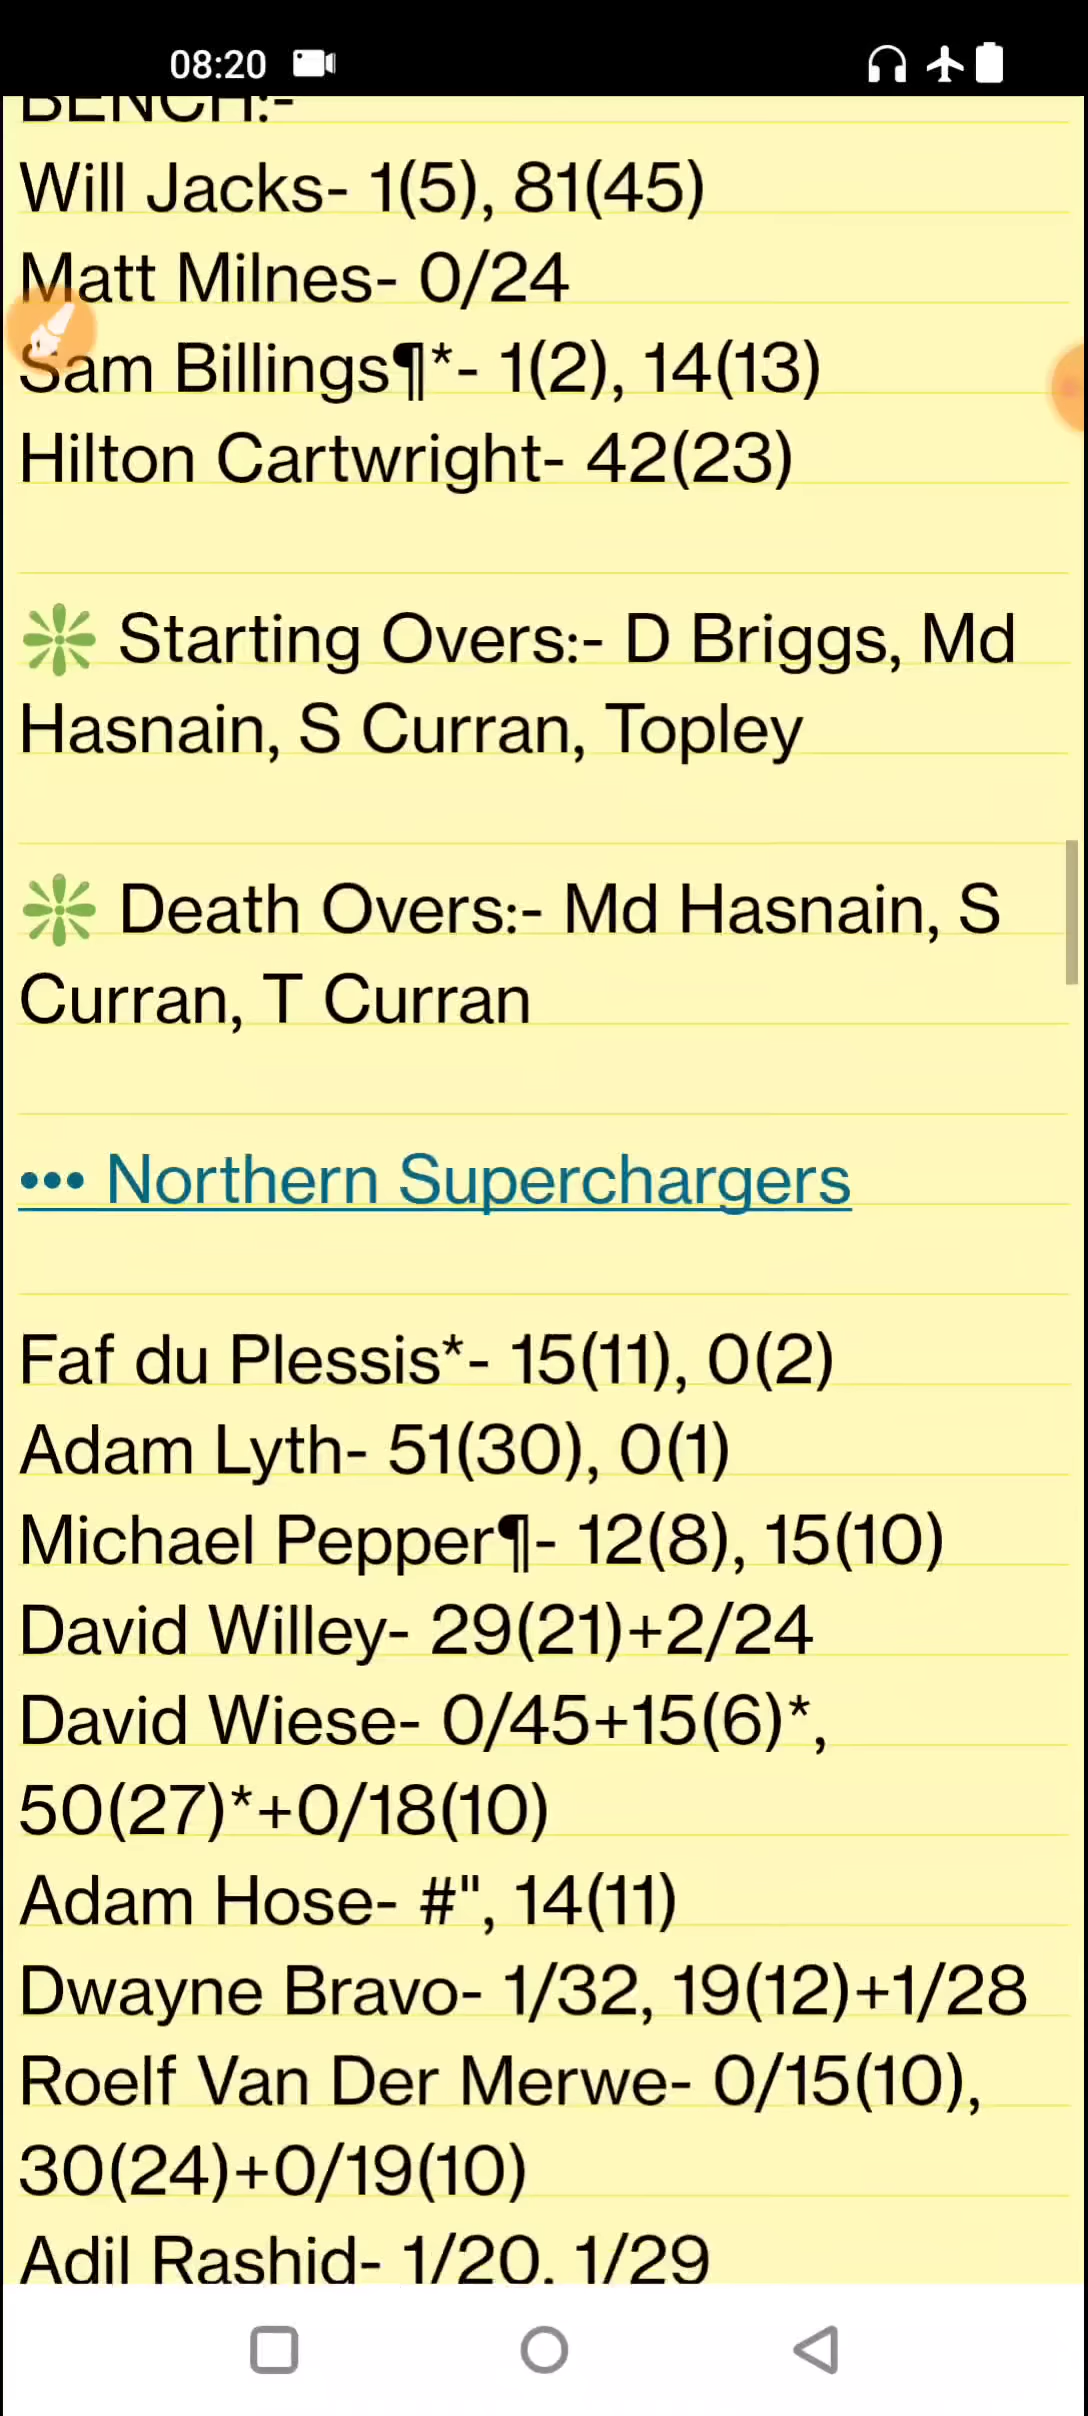 08:20
BENCH:-
Will Jacks- 1(5), 81(45)
Matt Milnes- 0/24
Sam Billings¶*- 1(2), 14(13)
Hilton Cartwright- 42(23)
❇ Starting Overs:- D Briggs, Md
Hasnain, S Curran, Topley
❇ Death Overs:- Md Hasnain, S
Curran, T Curran
••• Northern Superchargers
Faf du Plessis*- 15(11), 0(2)
Adam Lyth- 51(30), 0(1)
Michael Pepper¶- 12(8), 15(10)
David Willey- 29(21)+2/24
David Wiese- 0/45+15(6)*,
50(27)*+0/18(10)
Adam Hose- #", 14(11)
Dwayne Bravo- 1/32, 19(12)+1/28
Roelf Van Der Merwe- 0/15(10),
30(24)+0/19(10)
Adil Rashid- 1/20, 1/29